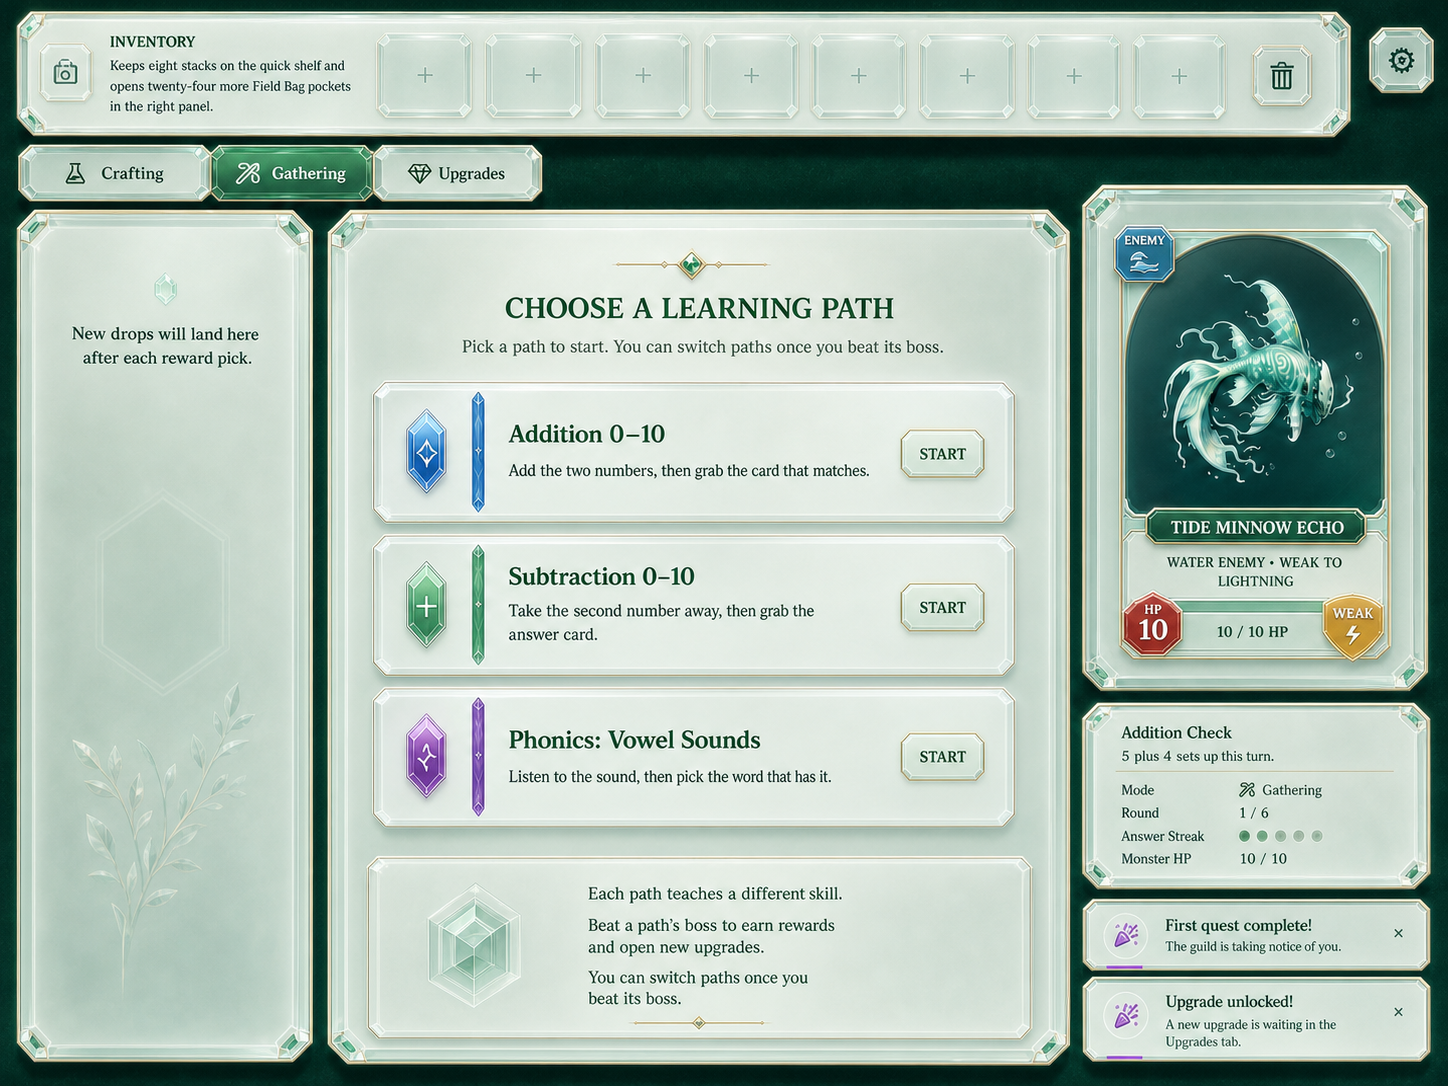 INVENTORY
Keeps eight stacks on the quick shelf and
opens twenty-four more Field Bag pockets
in the right panel.
Crafting
Gathering
Upgrades
New drops will land here
after each reward pick.
CHOOSE A LEARNING PATH
Pick a path to start. You can switch paths once you beat its boss.
Addition 0–10
Add the two numbers, then grab the card that matches.
START
Subtraction 0–10
Take the second number away, then grab the
answer card.
START
Phonics: Vowel Sounds
Listen to the sound, then pick the word that has it.
START
Each path teaches a different skill.
Beat a path's boss to earn rewards
and open new upgrades.
You can switch paths once you
beat its boss.
ENEMY
TIDE MINNOW ECHO
WATER ENEMY • WEAK TO
LIGHTNING
HP
10
10 / 10 HP
WEAK
Addition Check
5 plus 4 sets up this turn.
Mode Gathering
Round 1 / 6
Answer Streak
Monster HP 10 / 10
First quest complete!
The guild is taking notice of you.
Upgrade unlocked!
A new upgrade is waiting in the
Upgrades tab.